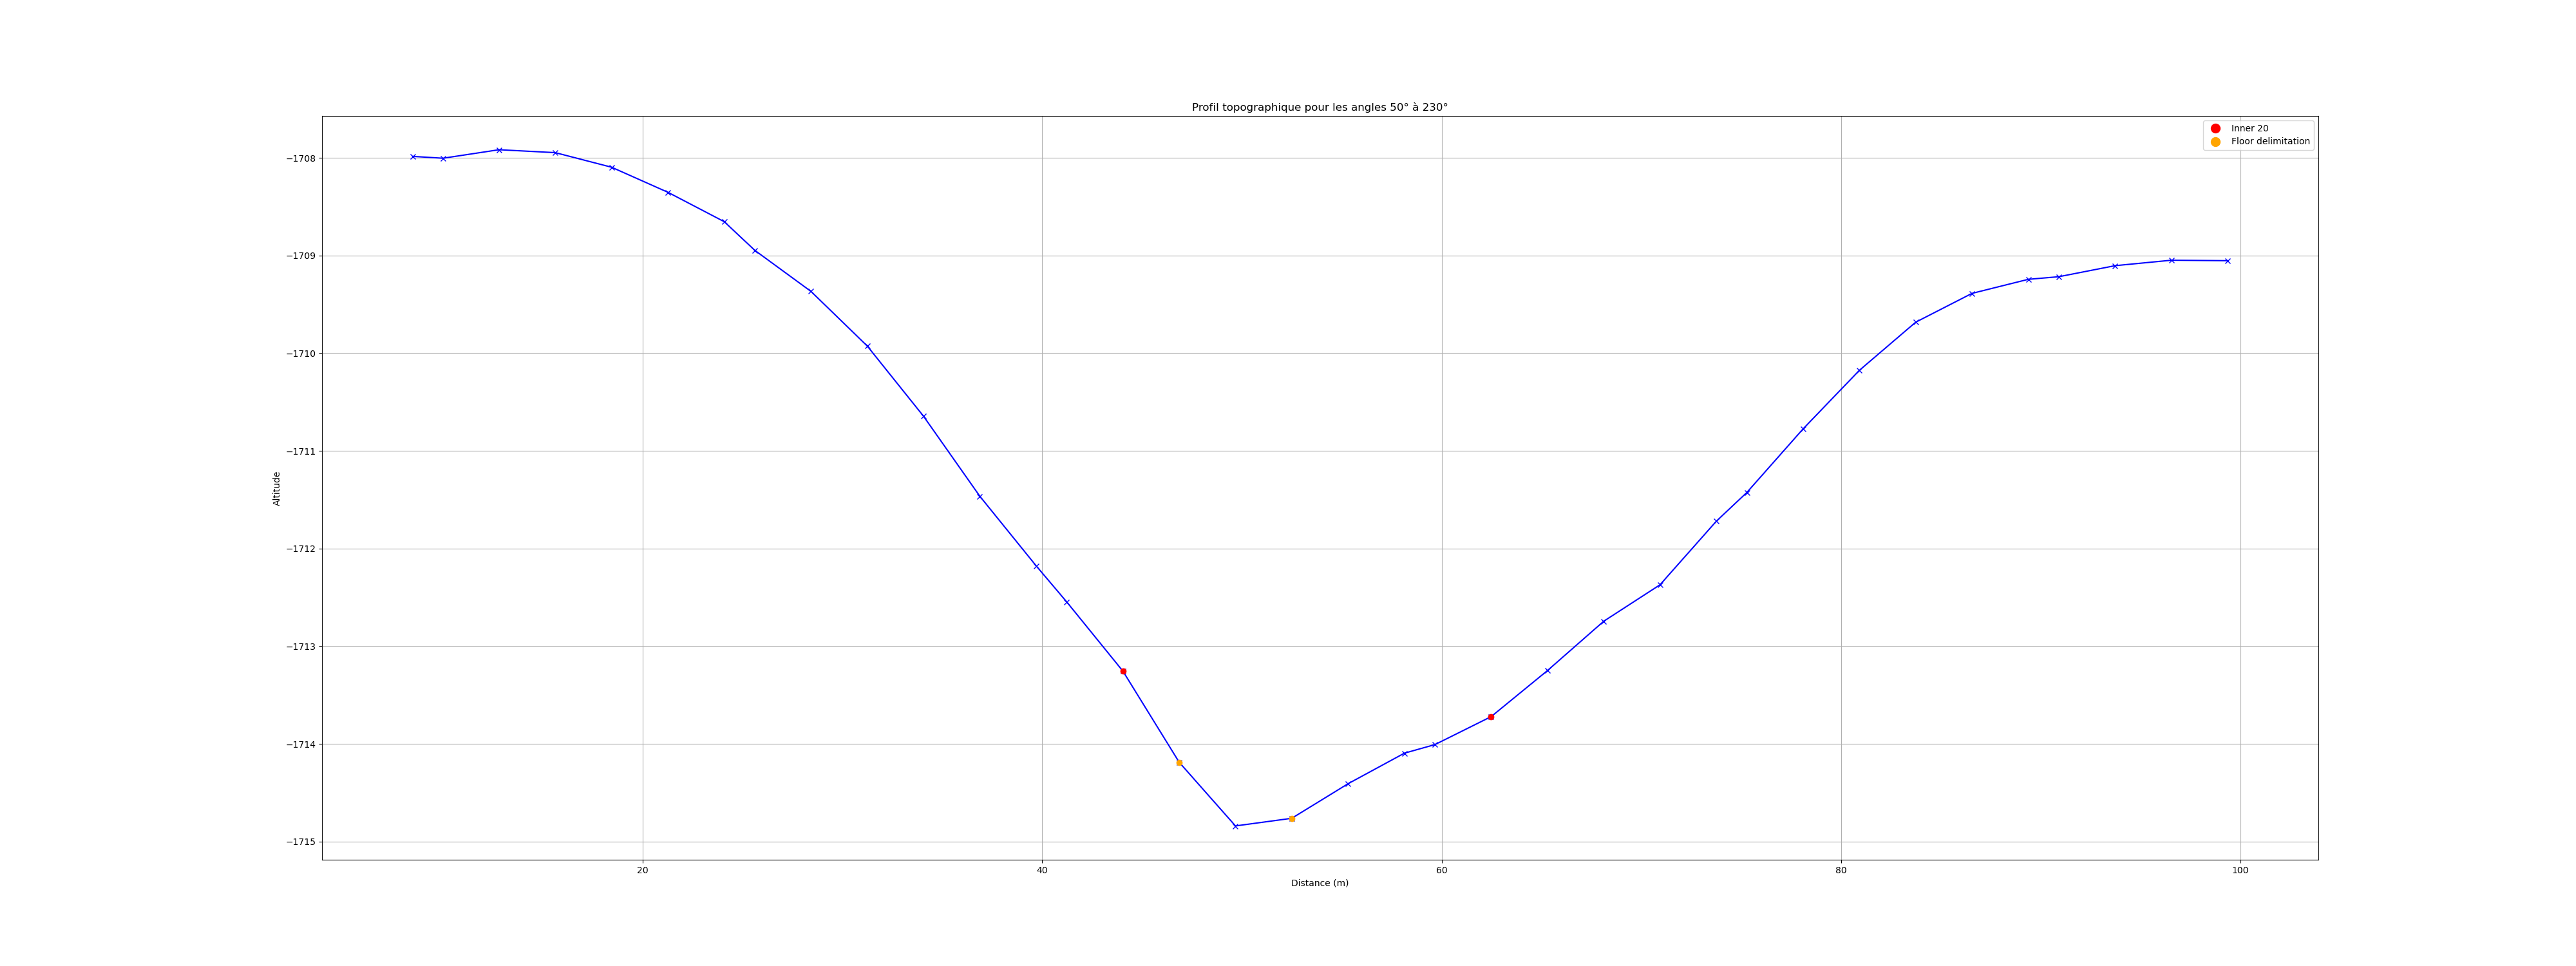 Profil topographique pour les angles 50° à 230°
Inner 20
Floor delimitation
−1708
−1709
−1710
−1711
−1712
−1713
−1714
−1715
Altitude
20
40
60
80
100
Distance (m)